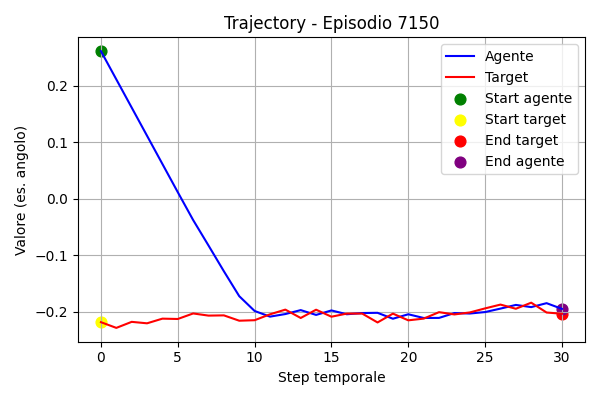 Trajectory - Episodio 7150
Agente
Target
Start agente
Start target
End target
End agente
Valore (es. angolo)
0.2
0.1
0.0
−0.1
−0.2
0 5 10 15 20 25 30
Step temporale